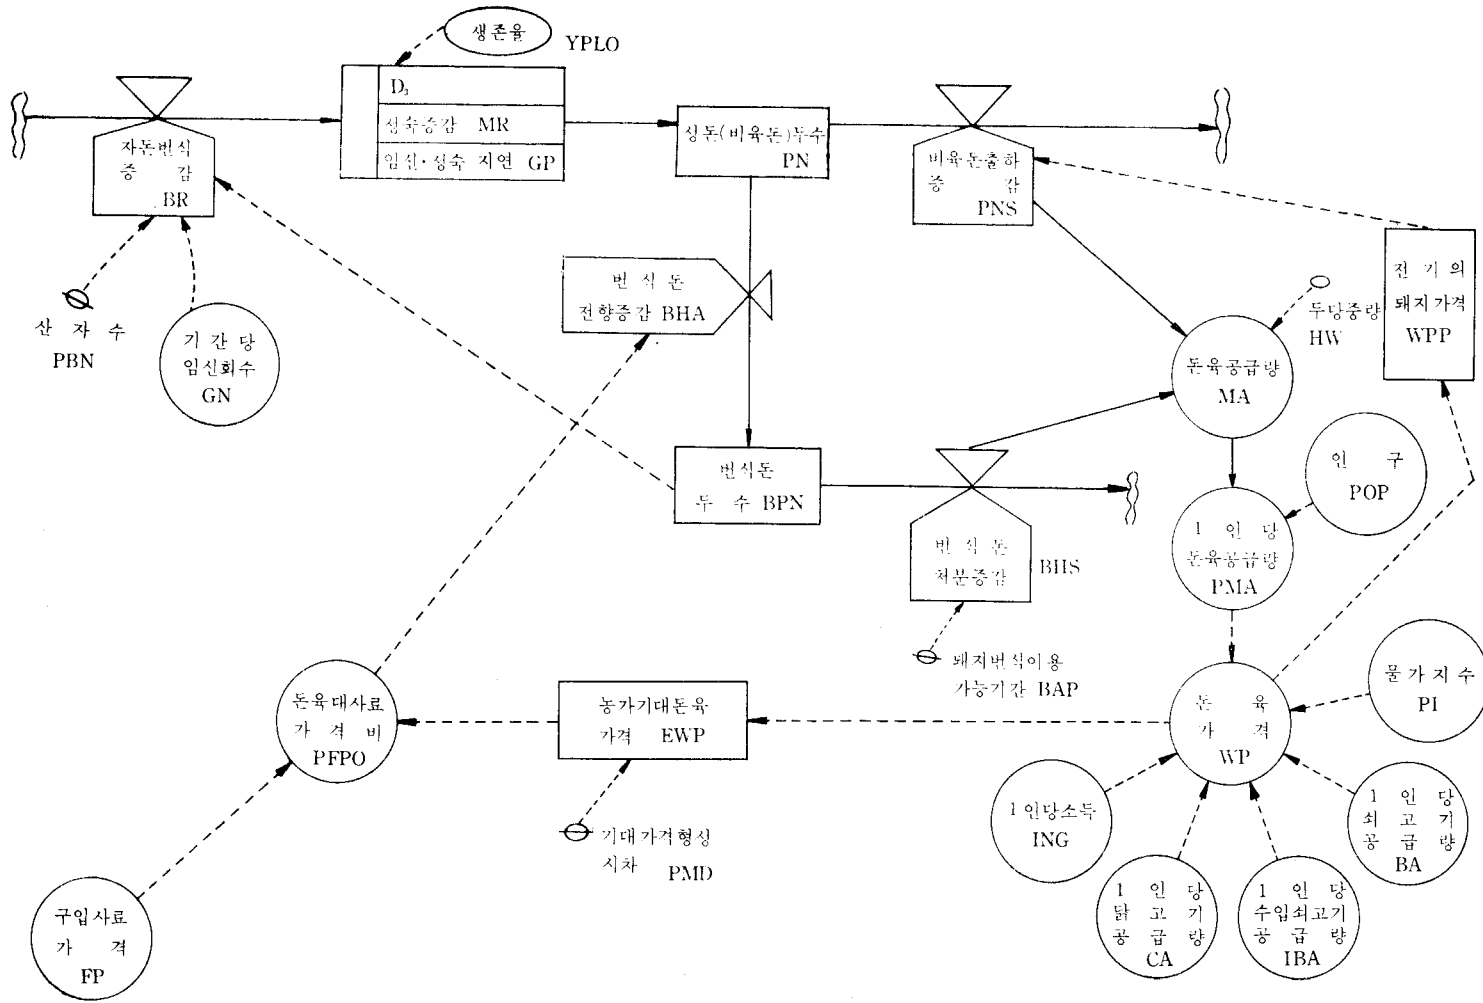 생존율
YPLO
D₃
성숙증감 MR
임신·성숙 지연 GP
자돈번식
증 감
BR
성돈(비육돈)두수
PN
비육돈출하
증 감
PNS
산 자 수
PBN
기 간 당
임신회수
GN
번 식 돈
전향증감 BHA
두당중량
HW
전 기 의
돼지가격
WPP
돈육공급량
MA
번식돈
두 수 BPN
인 구
POP
번 식 돈
처분증감
BHS
1 인 당
돈육공급량
PMA
돼지번식이용
가능기간 BAP
돈육대사료
가 격 비
PFPO
농가기대돈육
가격 EWP
돈 육
가 격
WP
물 가 지 수
PI
기대가격형성
시차 PMD
1인당소득
ING
1 인 당
쇠 고 기
공 급 량
BA
구입사료
가 격
FP
1 인 당
닭 고 기
공 급 량
CA
1 인 당
수입쇠고기
공 급 량
IBA